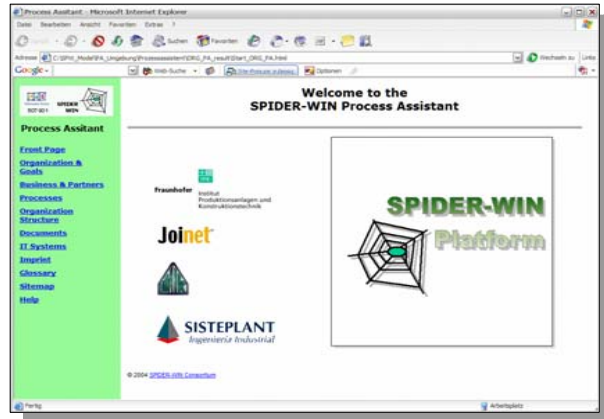 Process Assitant - Microsoft Internet Explorer
Datei Bearbeiten Ansicht Favoriten Extras ?
Suchen Favoriten
Adresse Wechseln zu Links
Google Web-Suche Optionen
SPIDER-WIN
Process Assitant
Front Page
Organization &
Goals
Business & Partners
Processes
Organization
Structure
Documents
IT Systems
Imprint
Glossary
Sitemap
Help
Welcome to the
SPIDER-WIN Process Assistant
Fraunhofer Institut
Produktionsanlagen und
Konstruktionstechnik
Joinet
SISTEPLANT
Ingeniería Industrial
SPIDER-WIN
Platform
© 2004 SPIDER-WIN Consortium
Fertig Arbeitsplatz